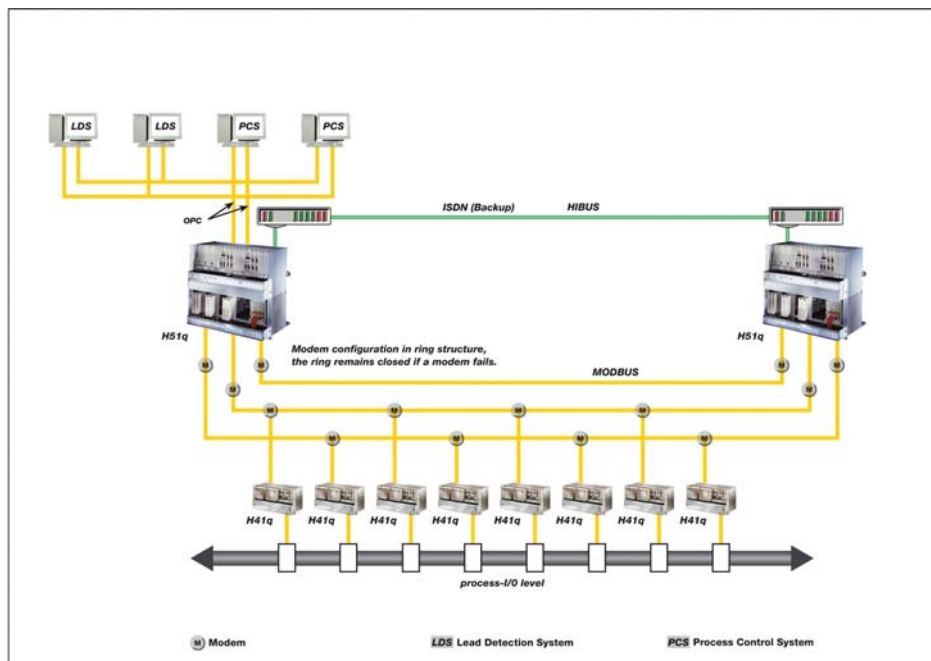 LDS LDS PCS PCS
OPC
ISDN (Backup) HIBUS
H51q H51q
Modem configuration in ring structure,
the ring remains closed if a modem fails.
MODBUS
M M
M M
M M M M
M M M M
H41q H41q H41q H41q H41q H41q H41q H41q
process-I/0 level
M Modem LDS Lead Detection System PCS Process Control System